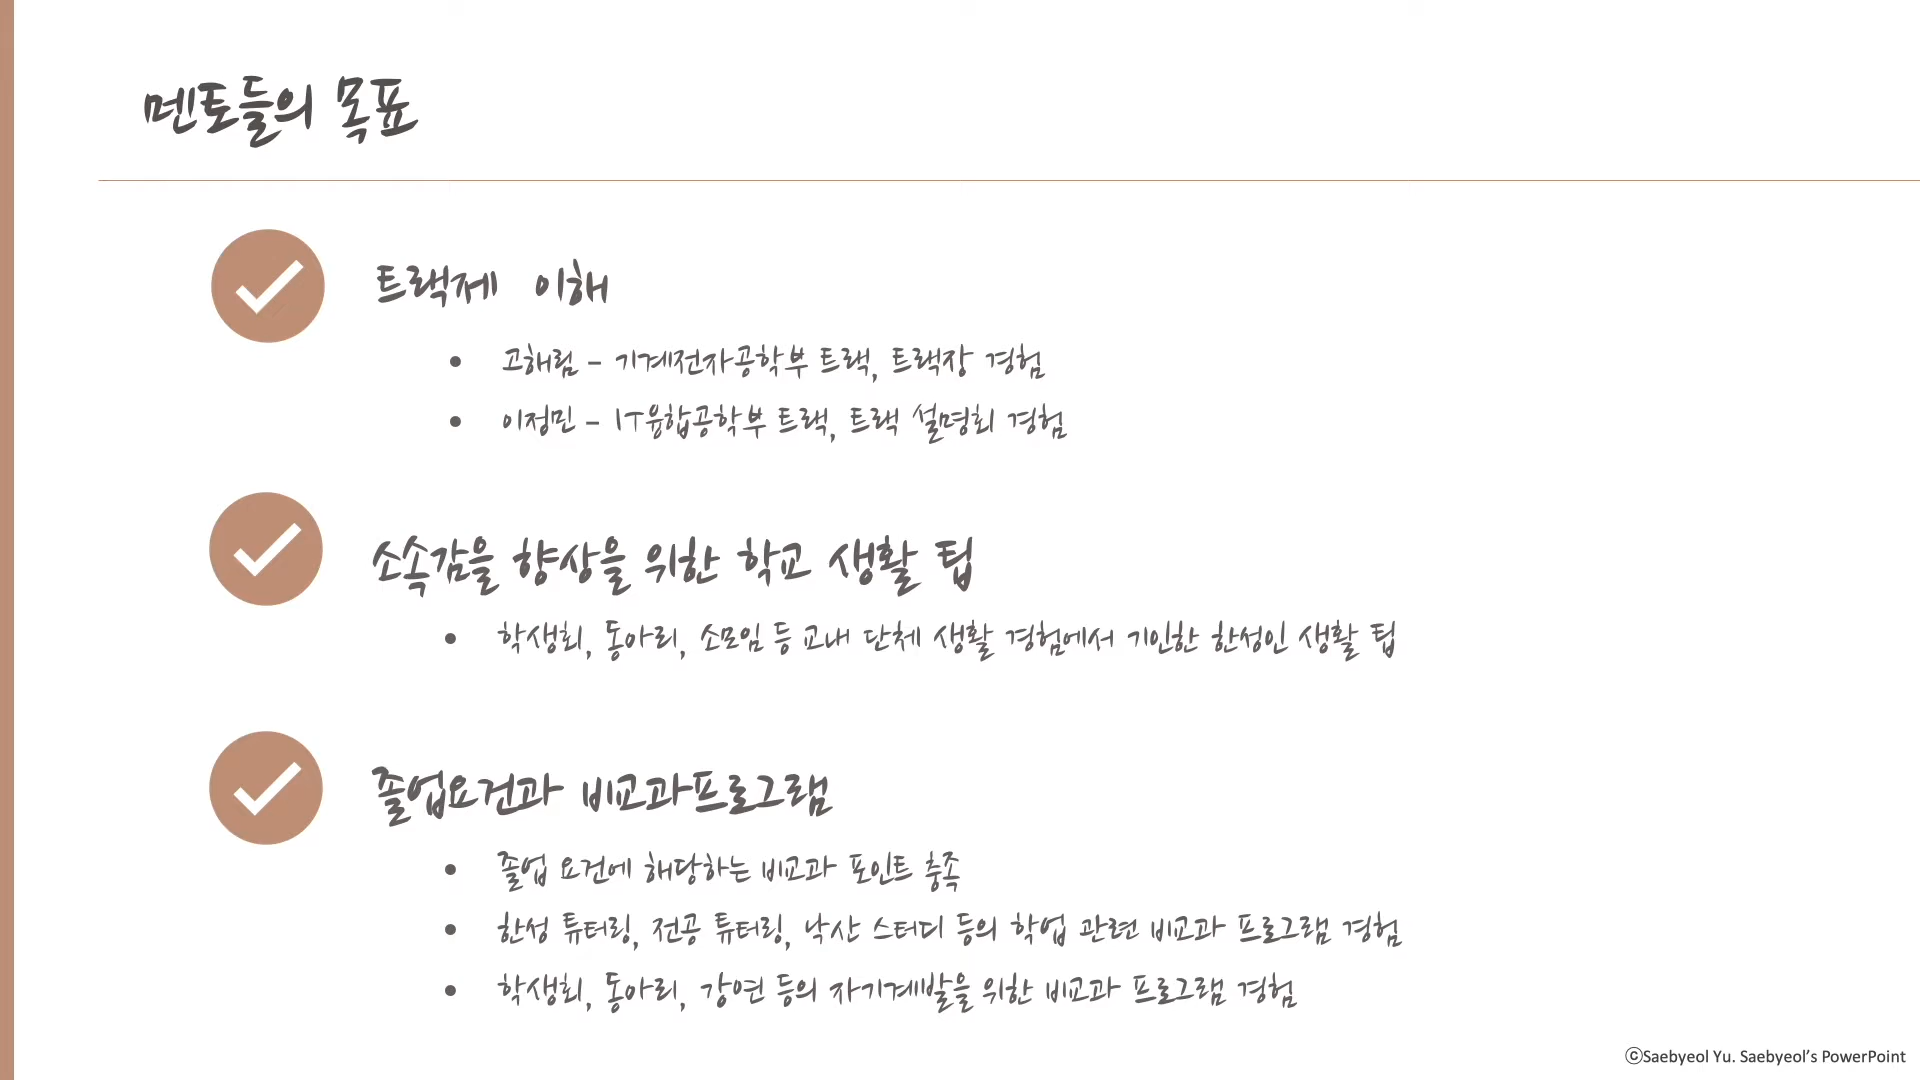 멘토들의 목표
트랙제 이해
• 고해림 – 기계전자공학부 트랙, 트랙장 경험
• 이정민 – IT융합공학부 트랙, 트랙 설명회 경험
소속감을 향상을 위한 학교 생활 팁
• 학생회, 동아리, 소모임 등 교내 단체 생활 경험에서 기인한 한성인 생활 팁
졸업요건과 비교과프로그램
• 졸업 요건에 해당하는 비교과 포인트 충족
• 한성 튜터링, 전공 튜터링, 낙산 스터디 등의 학업 관련 비교과 프로그램 경험
• 학생회, 동아리, 강연 등의 자기계발을 위한 비교과 프로그램 경험
ⓒSaebyeol Yu. Saebyeol’s PowerPoint